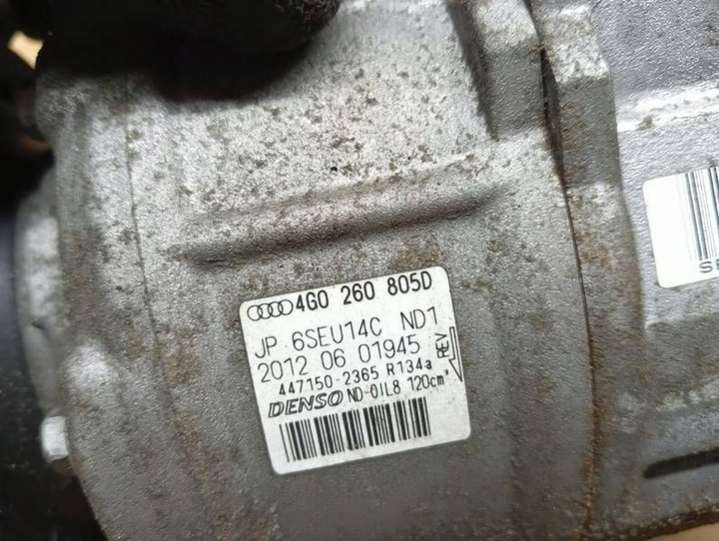 4G0 260 805D
JP 6SEU14C ND1
2012 06 01945
REV
447150-2365 R134a
DENSO ND-OIL8 120cm³